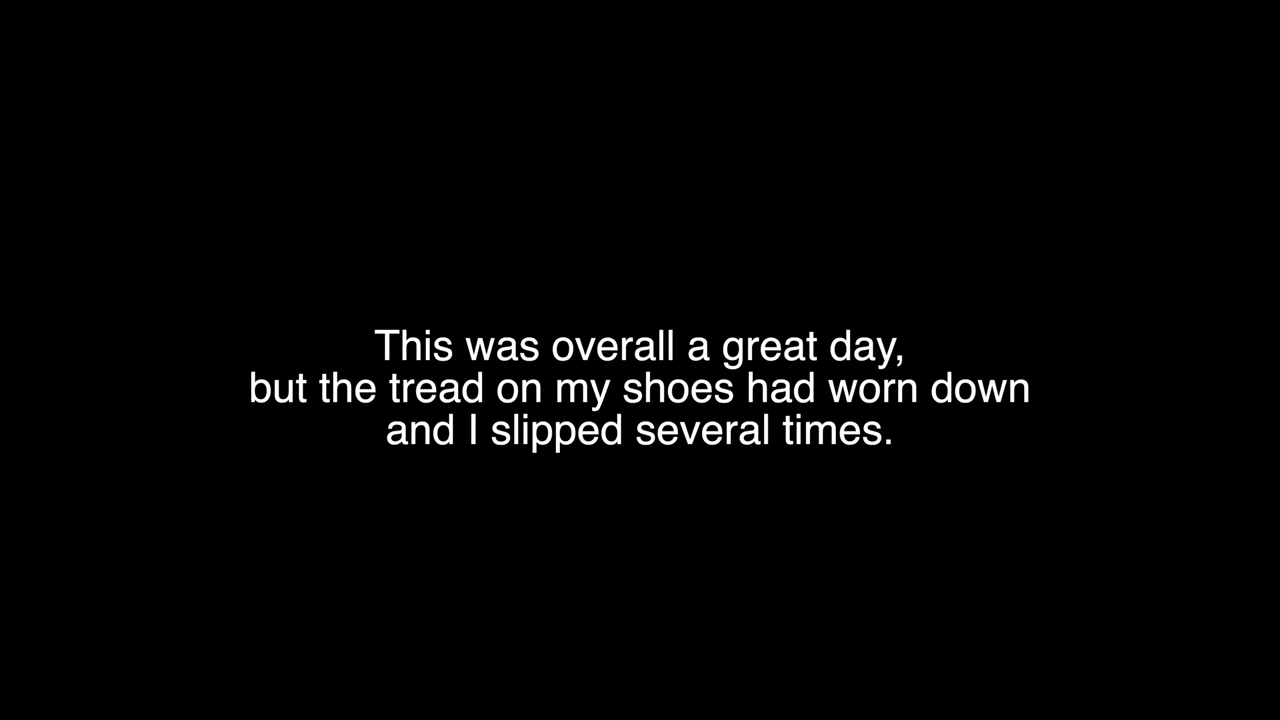 This was overall a great day,
but the tread on my shoes had worn down
and I slipped several times.